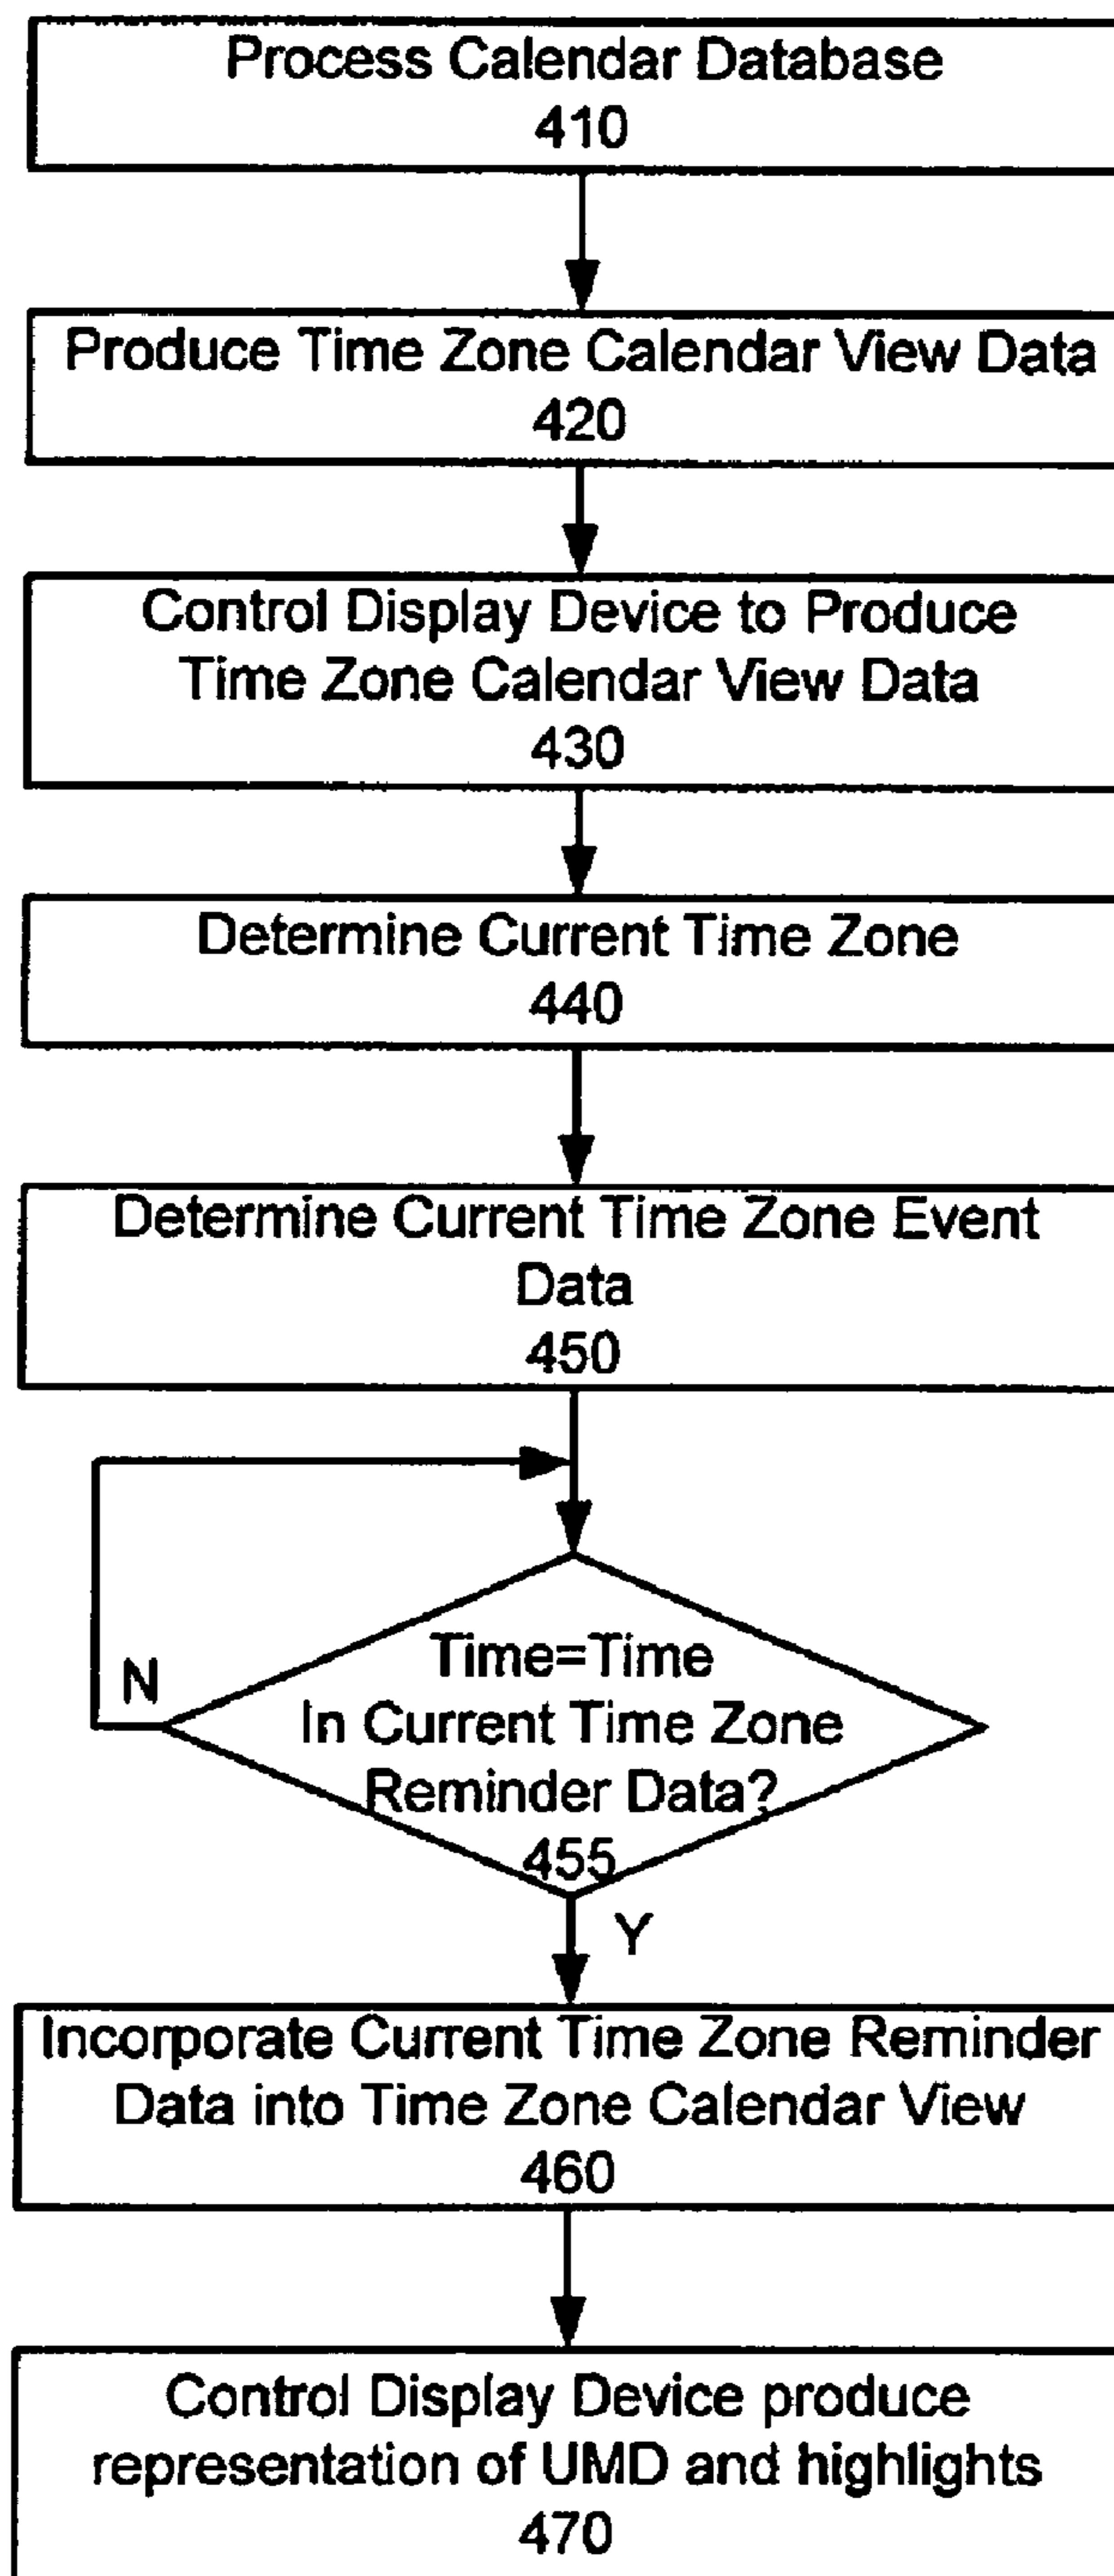 Process Calendar Database
410
Produce Time Zone Calendar View Data
420
Control Display Device to Produce
Time Zone Calendar View Data
430
Determine Current Time Zone
440
Determine Current Time Zone Event
Data
450
N
Time=Time
In Current Time Zone
Reminder Data?
455
Y
Incorporate Current Time Zone Reminder
Data into Time Zone Calendar View
460
Control Display Device produce
representation of UMD and highlights
470